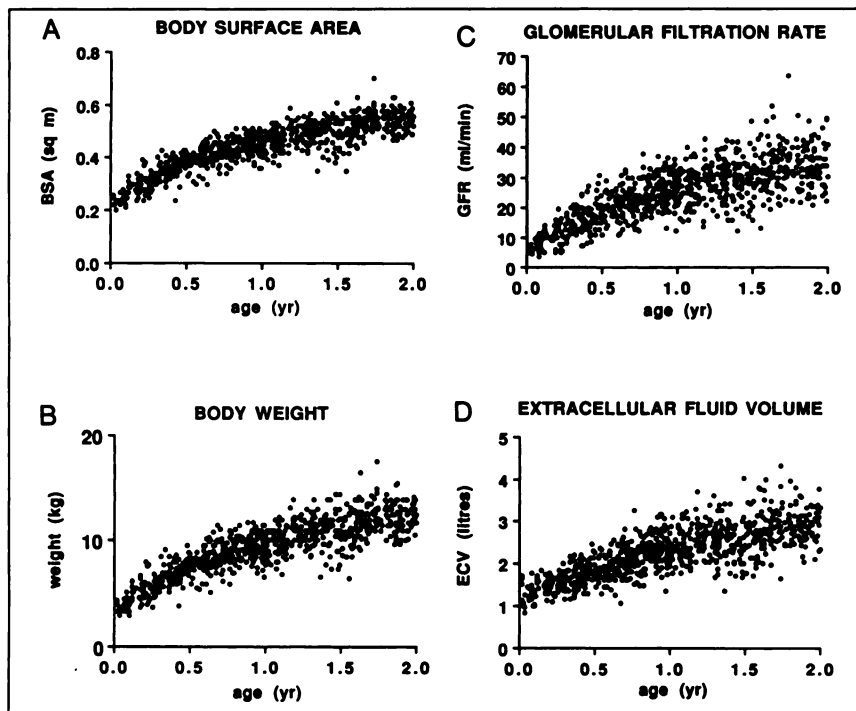 A
BODY SURFACE AREA
0.8
0.6
0.4
0.2
0.0
BSA (sq m)
0.0 0.5 1.0 1.5 2.0
age (yr)
C
GLOMERULAR FILTRATION RATE
70
60
50
40
30
20
10
0
GFR (ml/min)
0.0 0.5 1.0 1.5 2.0
age (yr)
B
BODY WEIGHT
20
10
0
weight (kg)
0.0 0.5 1.0 1.5 2.0
age (yr)
D
EXTRACELLULAR FLUID VOLUME
5
4
3
2
1
0
ECV (litres)
0.0 0.5 1.0 1.5 2.0
age (yr)